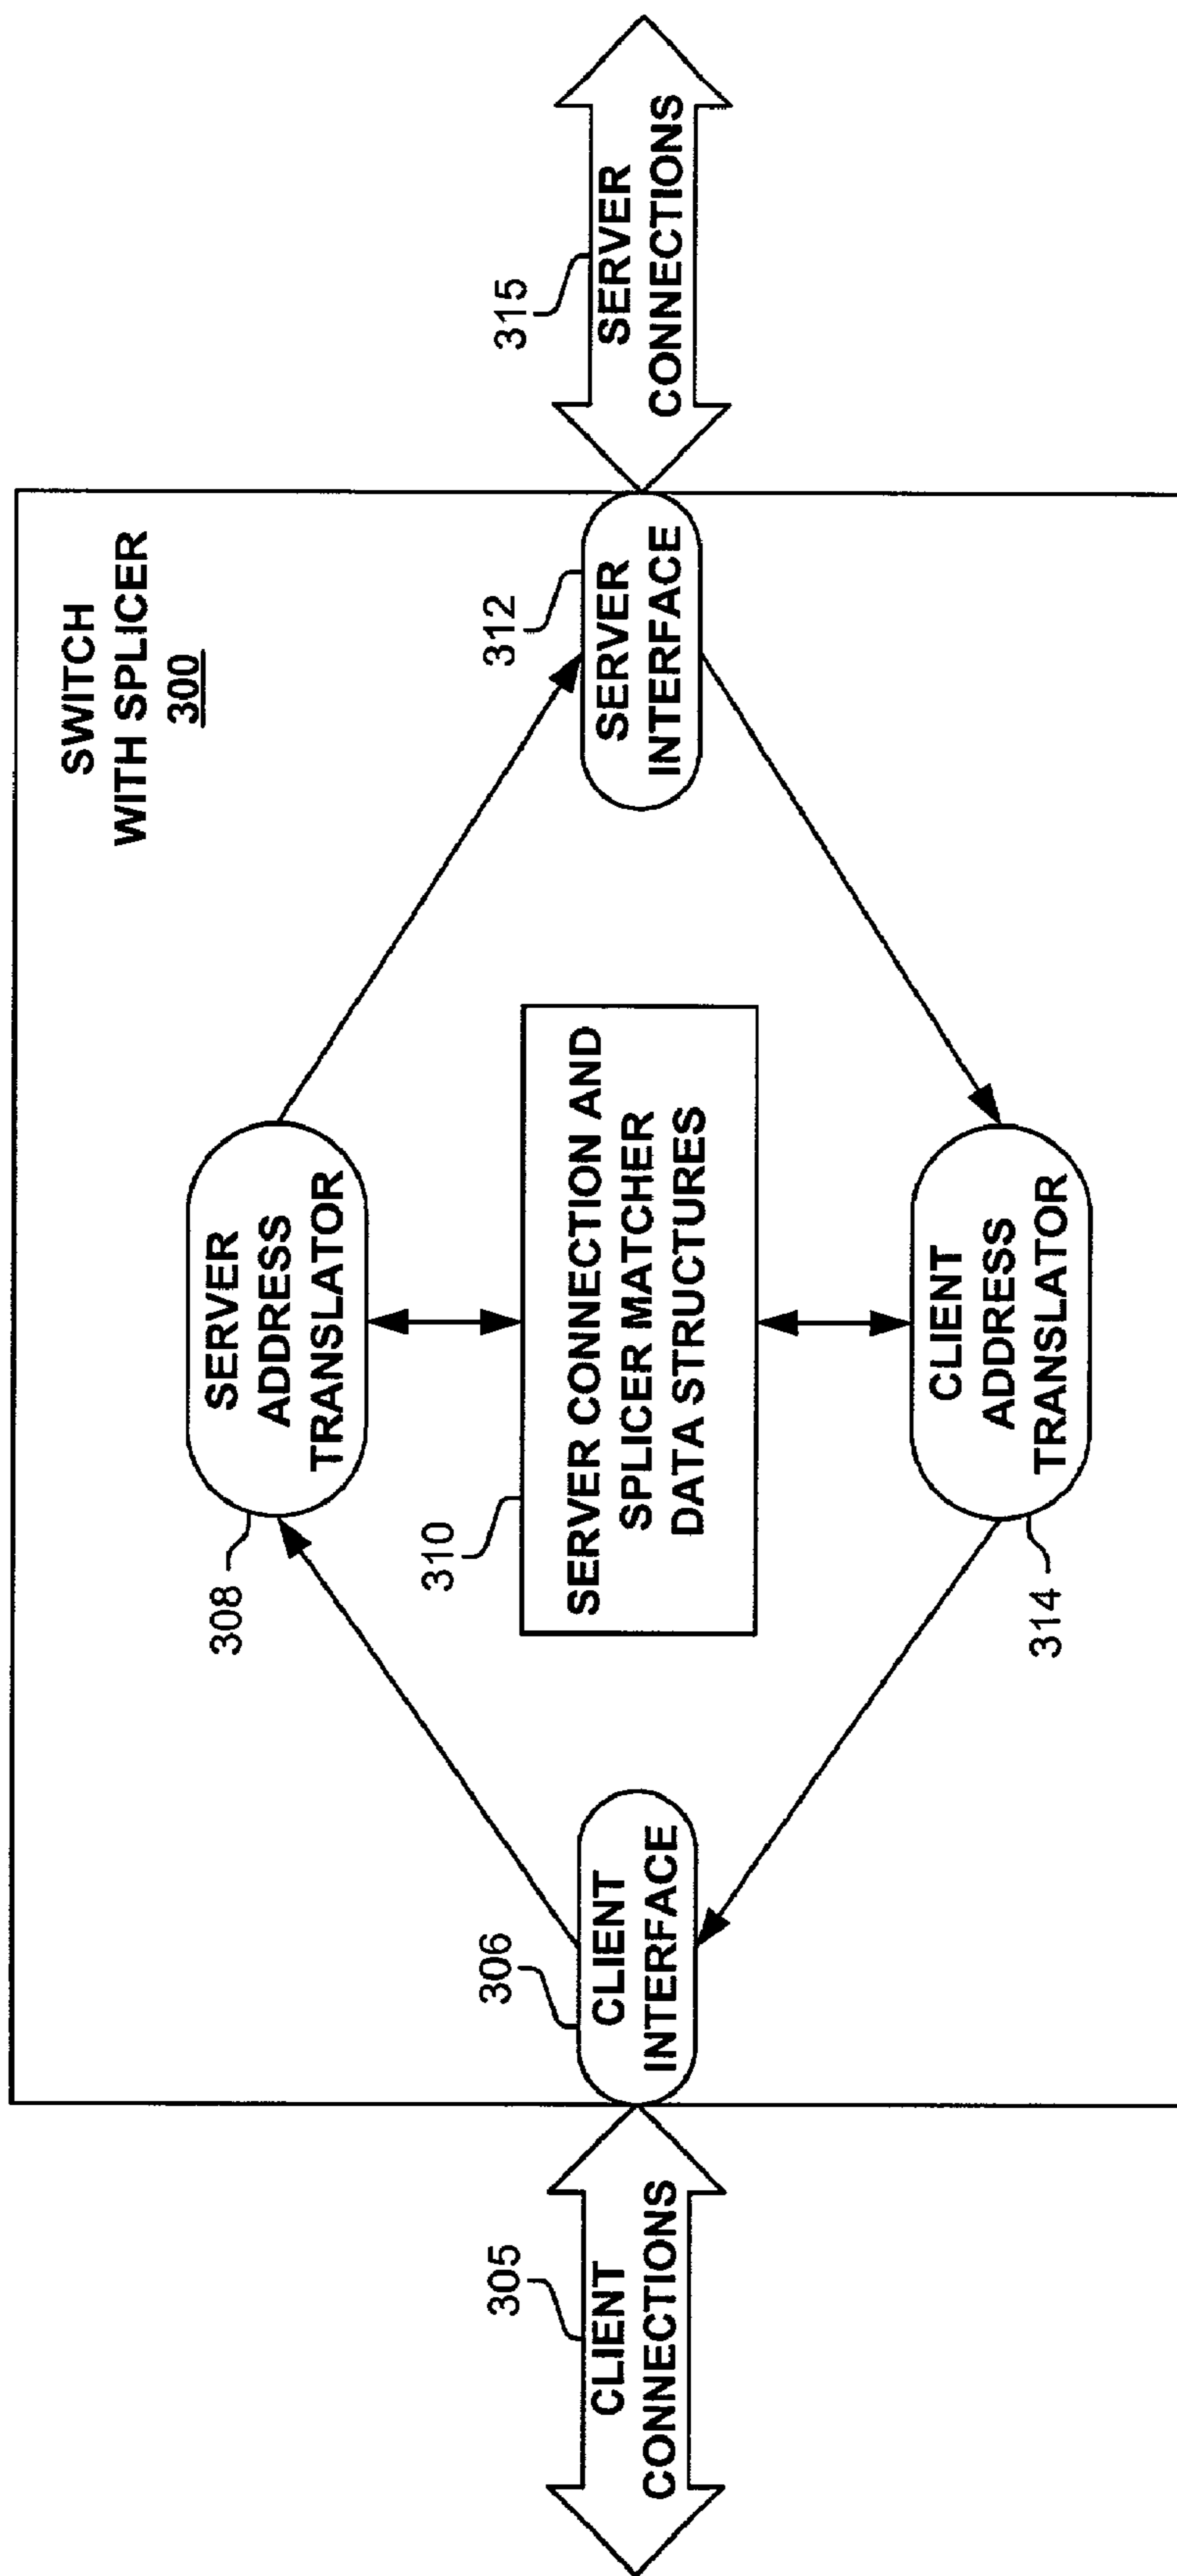 SWITCH
WITH SPLICER
300
308
SERVER
ADDRESS
TRANSLATOR
305
CLIENT
CONNECTIONS
306
CLIENT
INTERFACE
310
SERVER CONNECTION AND
SPLICER MATCHER
DATA STRUCTURES
312
SERVER
INTERFACE
315
SERVER
CONNECTIONS
314
CLIENT
ADDRESS
TRANSLATOR